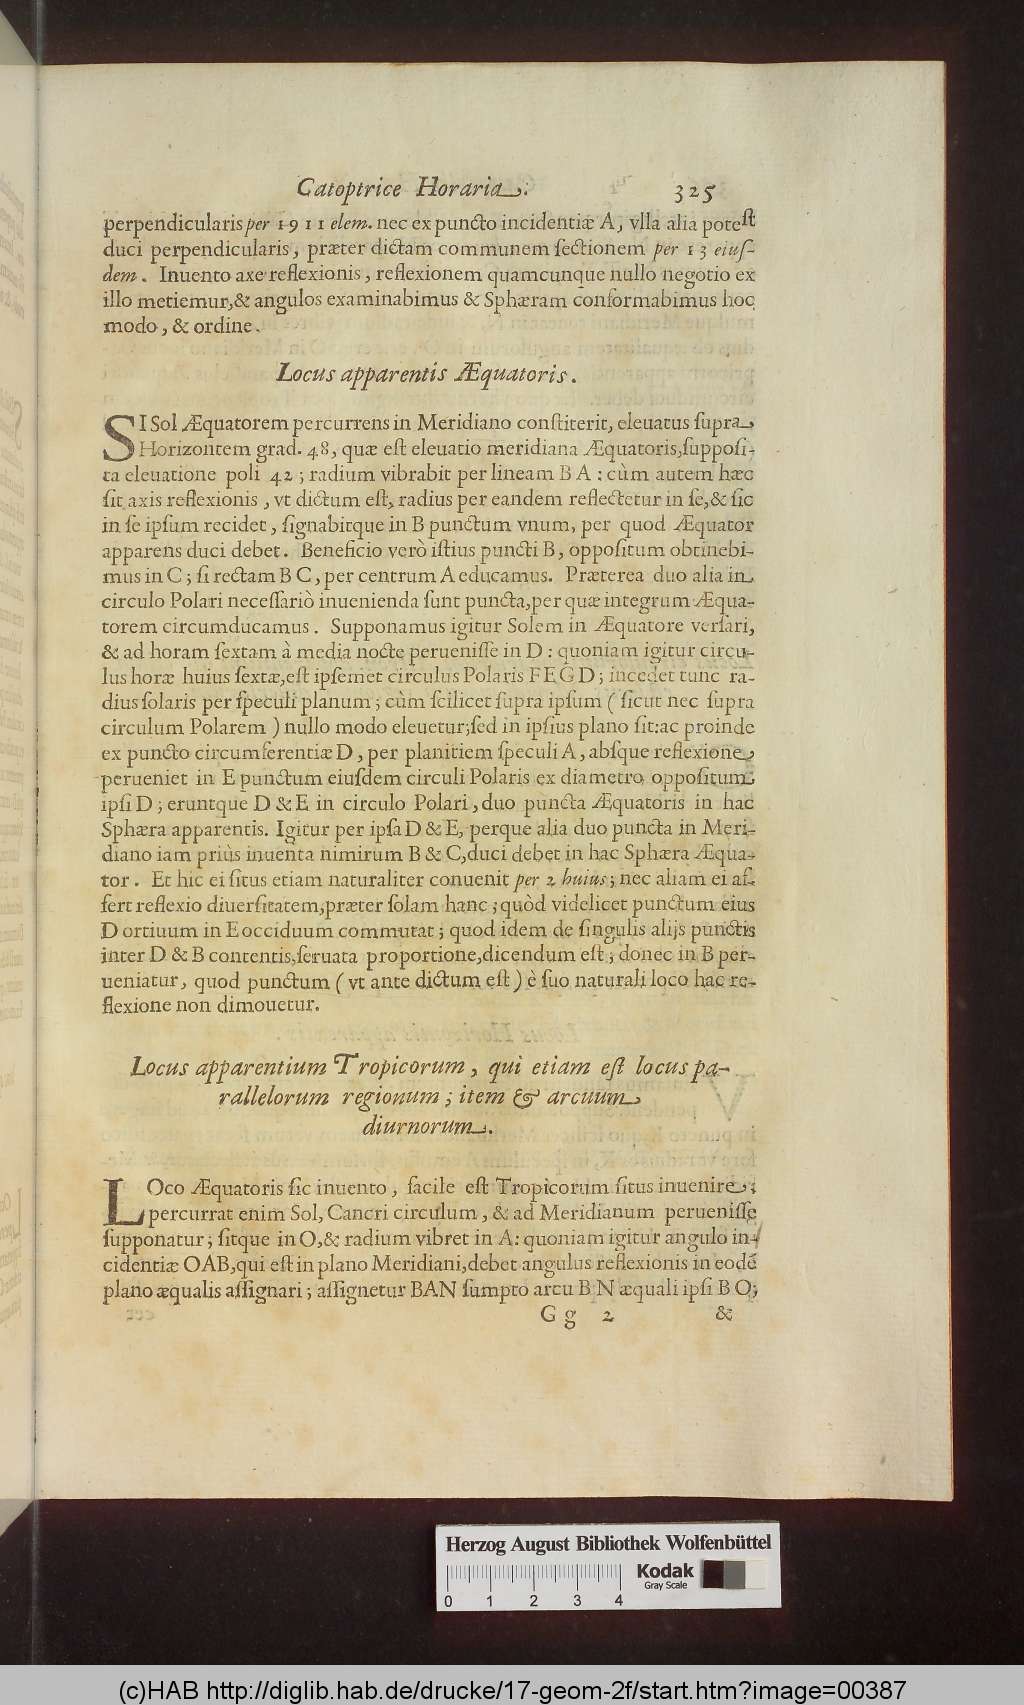 Catoptrice Horaria. 325
perpendicularis per 19 11 elem. nec ex puncto incidentiæ A, vlla alia potest
duci perpendicularis, præter dictam communem ſectionem per 13 eiuſ-
dem. Inuento axe reflexionis, reflexionem quamcunque nullo negotio ex
illo metiemur,& angulos examinabimus & Sphæram conformabimus hoc
modo, & ordine.
Locus apparentis Æquatoris.
SI Sol Æquatorem percurrens in Meridiano conſtiterit, eleuatus ſupra
Horizontem grad. 48, quæ eſt eleuatio meridiana Æquatoris,ſuppoſi-
ta eleuatione poli 42; radium vibrabit per lineam B A: cùm autem hæc
ſit axis reflexionis, vt dictum eſt, radius per eandem reflectetur in ſe,& ſic
in ſe ipſum recidet, ſignabitque in B punctum vnum, per quod Æquator
apparens duci debet. Beneficio verò iſtius puncti B, oppoſitum obtinebi-
mus in C; ſi rectam B C, per centrum A educamus. Præterea duo alia in
circulo Polari neceſſariò inuenienda ſunt puncta,per quæ integrum Æqua-
torem circumducamus. Supponamus igitur Solem in Æquatore verſari,
& ad horam ſextam à media nocte perueniſſe in D: quoniam igitur circu-
lus horæ huius ſextæ,eſt ipſemet circulus Polaris F E G D; incedet tunc ra-
dius ſolaris per ſpeculi planum; cùm ſcilicet ſupra ipſum (ſicut nec ſupra
circulum Polarem) nullo modo eleuetur;ſed in ipſius plano ſit:ac proinde
ex puncto circumferentiæ D, per planitiem ſpeculi A, abſque reflexione,
perueniet in E punctum eiuſdem circuli Polaris ex diametro oppoſitum
ipſi D; eruntque D & E in circulo Polari, duo puncta Æquatoris in hac
Sphæra apparentis. Igitur per ipſa D & E, perque alia duo puncta in Meri-
diano iam priùs inuenta nimirum B & C,duci debet in hac Sphæra Æqua-
tor. Et hic ei ſitus etiam naturaliter conuenit per 2 huius; nec aliam ei aſ-
fert reflexio diuerſitatem,præter ſolam hanc; quòd videlicet punctum eius
D ortiuum in E occiduum commutat; quod idem de ſingulis alijs punctis
inter D & B contentis,ſeruata proportione,dicendum eſt; donec in B per-
ueniatur, quod punctum (vt ante dictum eſt) è ſuo naturali loco hac re-
flexione non dimouetur.
Locus apparentium Tropicorum, qui etiam eſt locus pa-
rallelorum regionum; item & arcuum
diurnorum.
LOco Æquatoris ſic inuento, facile eſt Tropicorum ſitus inuenire;
percurrat enim Sol, Cancri circulum, & ad Meridianum perueniſſe
ſupponatur; ſitque in O,& radium vibret in A: quoniam igitur angulo in-
cidentiæ OAB,qui eſt in plano Meridiani,debet angulus reflexionis in eodē
plano æqualis aſſignari; aſſignetur BAN ſumpto arcu B N æquali ipſi B O;
G g 2 &
Herzog August Bibliothek Wolfenbüttel
Kodak
Gray Scale
0 1 2 3 4
(c)HAB http://diglib.hab.de/drucke/17-geom-2f/start.htm?image=00387